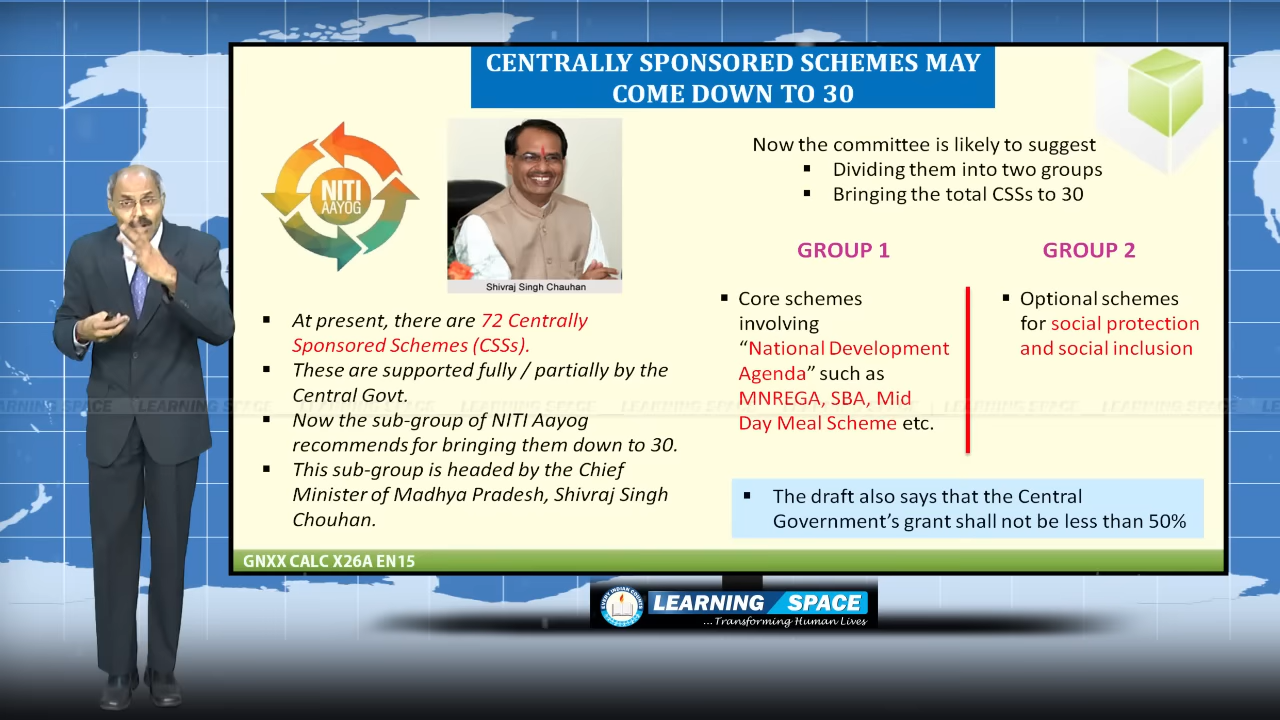 CENTRALLY SPONSORED SCHEMES MAY
COME DOWN TO 30
NITI
AAYOG
Shivraj Singh Chauhan
▪ At present, there are 72 Centrally
Sponsored Schemes (CSSs).
▪ These are supported fully / partially by the
Central Govt.
▪ Now the sub-group of NITI Aayog
recommends for bringing them down to 30.
▪ This sub-group is headed by the Chief
Minister of Madhya Pradesh, Shivraj Singh
Chouhan.
Now the committee is likely to suggest
▪ Dividing them into two groups
▪ Bringing the total CSSs to 30
GROUP 1
▪ Core schemes
involving
“National Development
Agenda” such as
MNREGA, SBA, Mid
Day Meal Scheme etc.
GROUP 2
▪ Optional schemes
for social protection
and social inclusion
▪ The draft also says that the Central
Government’s grant shall not be less than 50%
GNXX CALC X26A EN15
LEARNING SPACE
...Transforming Human Lives